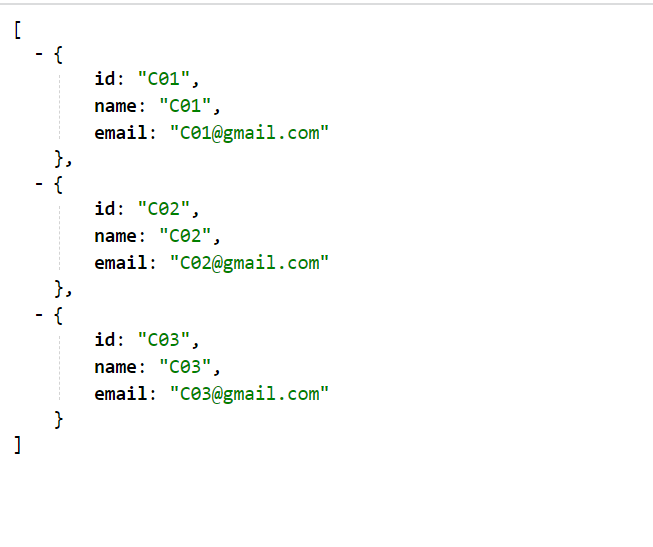 [
- {
id: "C01",
name: "C01",
email: "C01@gmail.com"
},
- {
id: "C02",
name: "C02",
email: "C02@gmail.com"
},
- {
id: "C03",
name: "C03",
email: "C03@gmail.com"
}
]